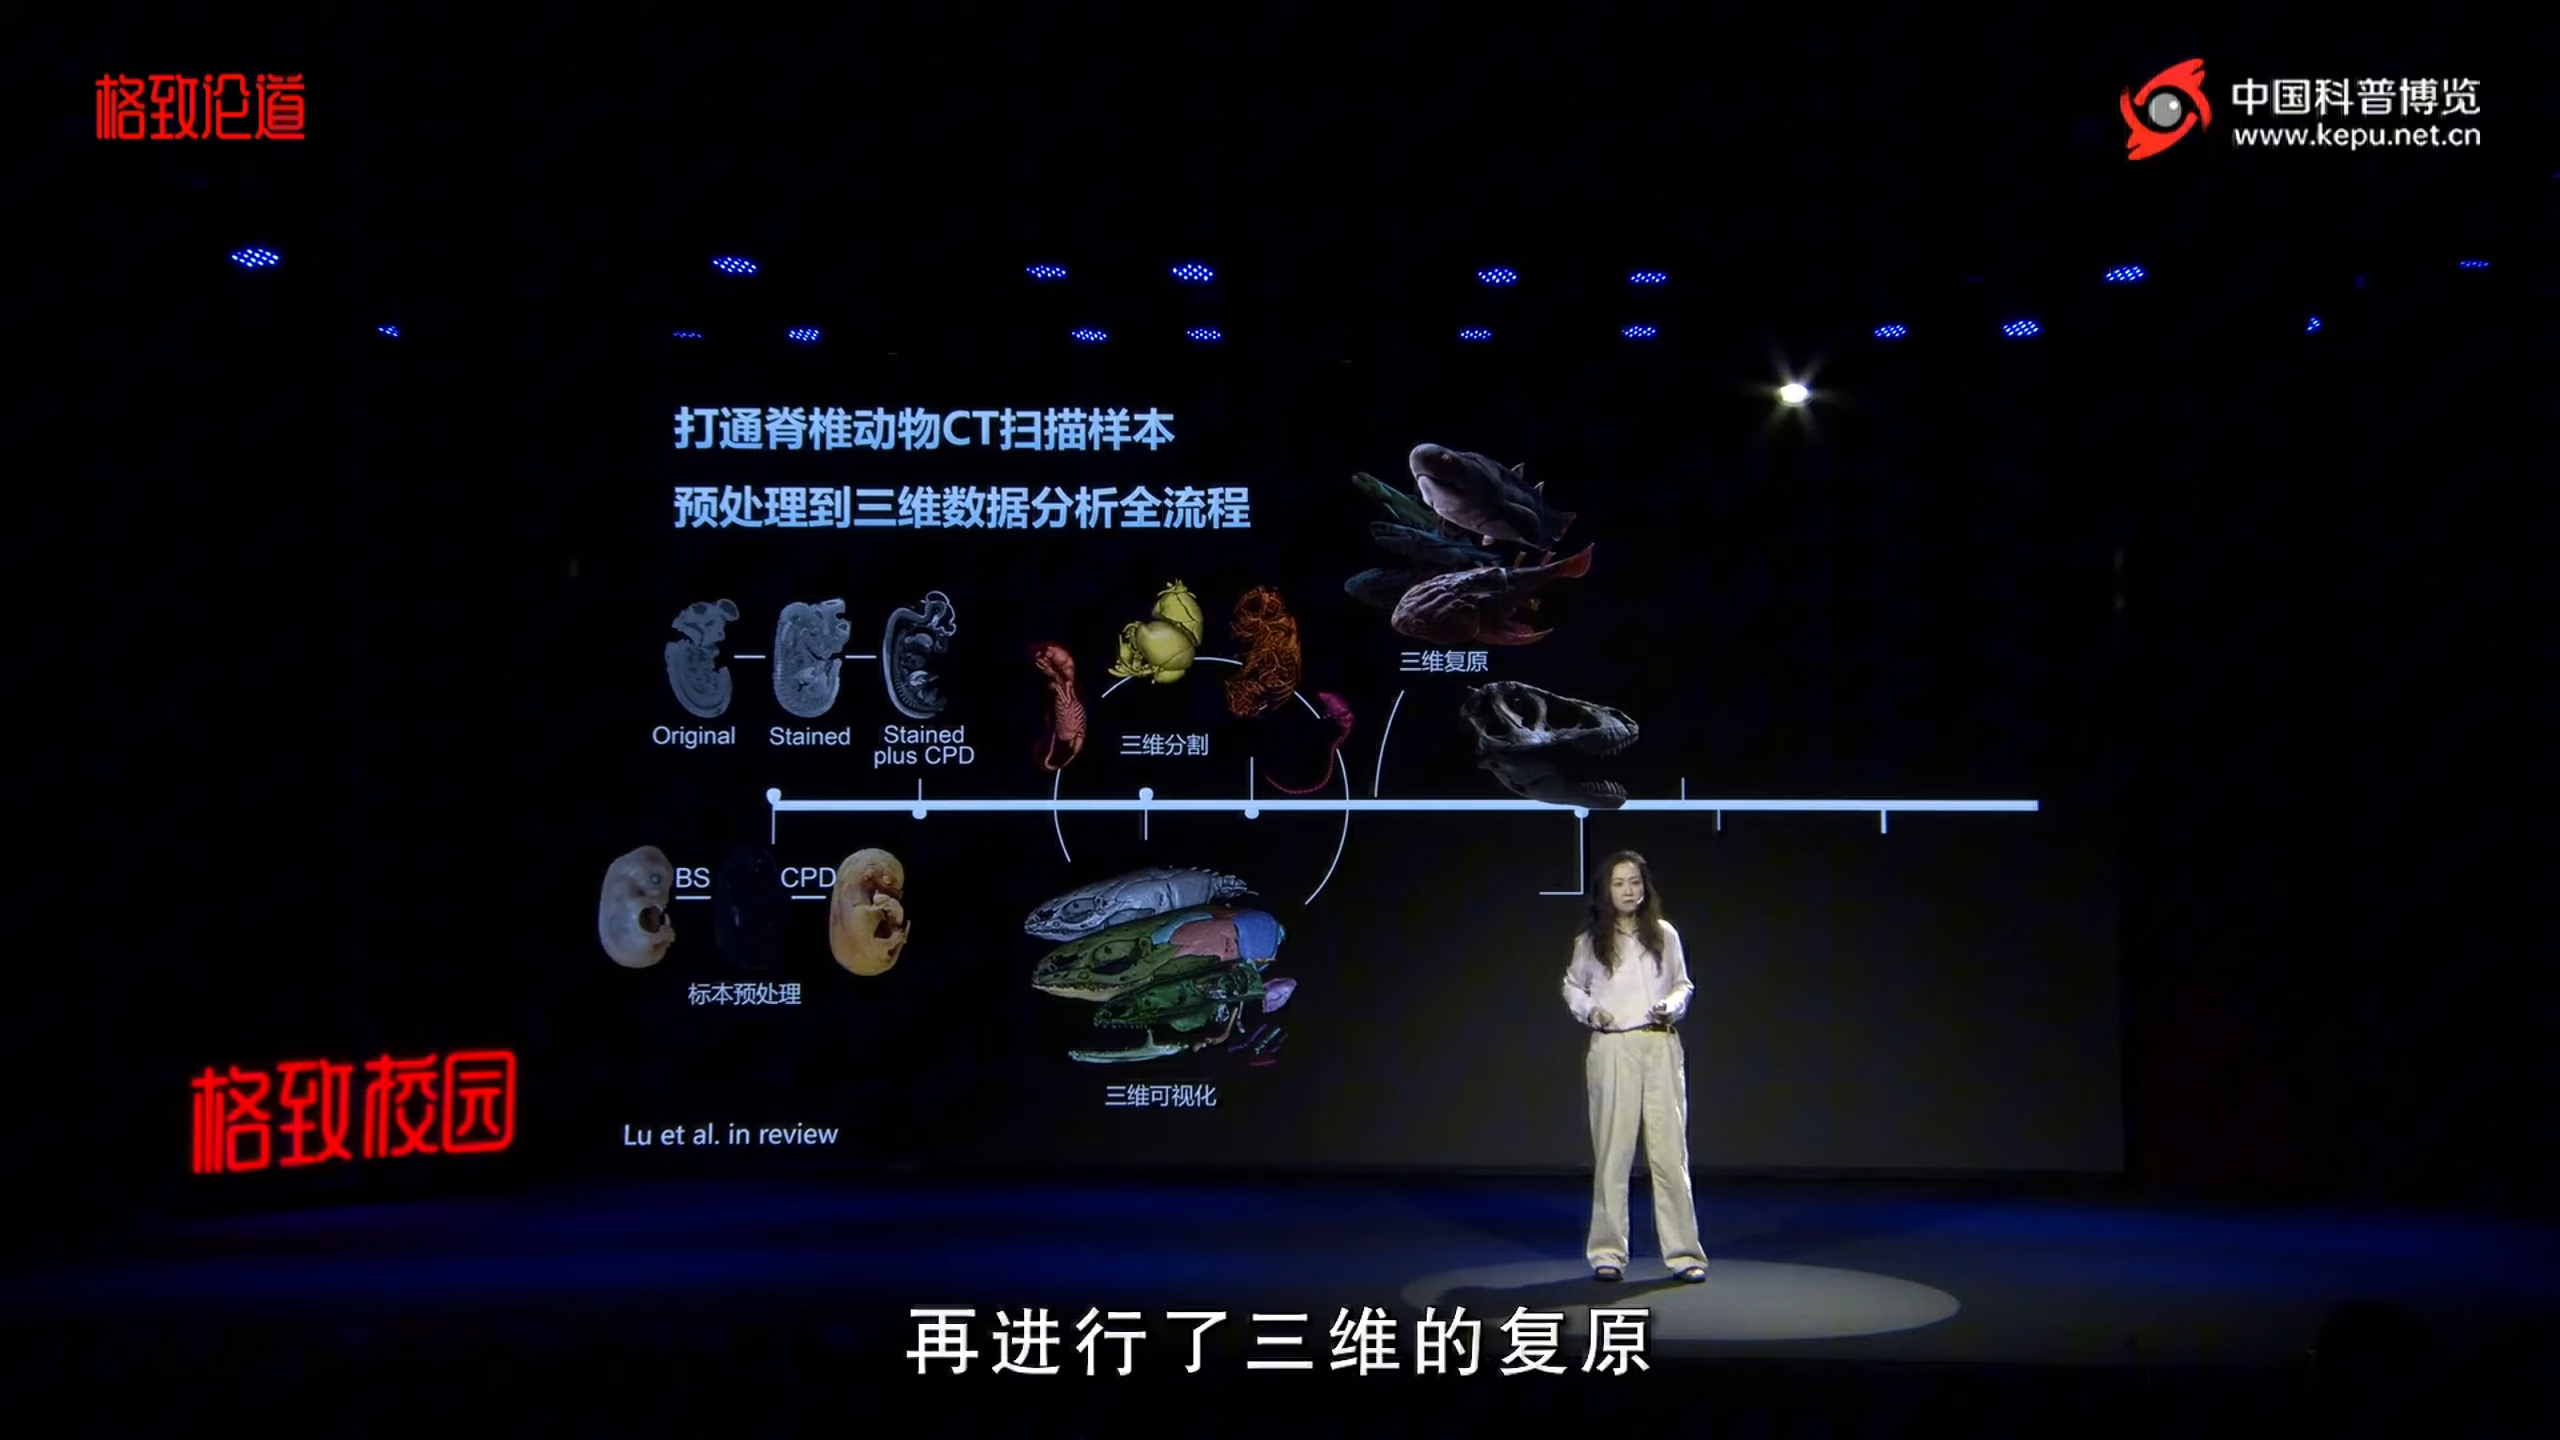 格致论道
中国科普博览
www.kepu.net.cn
打通脊椎动物CT扫描样本
预处理到三维数据分析全流程
三维复原
Original
Stained
Stained
plus CPD
三维分割
BS
CPD
标本预处理
三维可视化
Lu et al. in review
格致校园
再进行了三维的复原